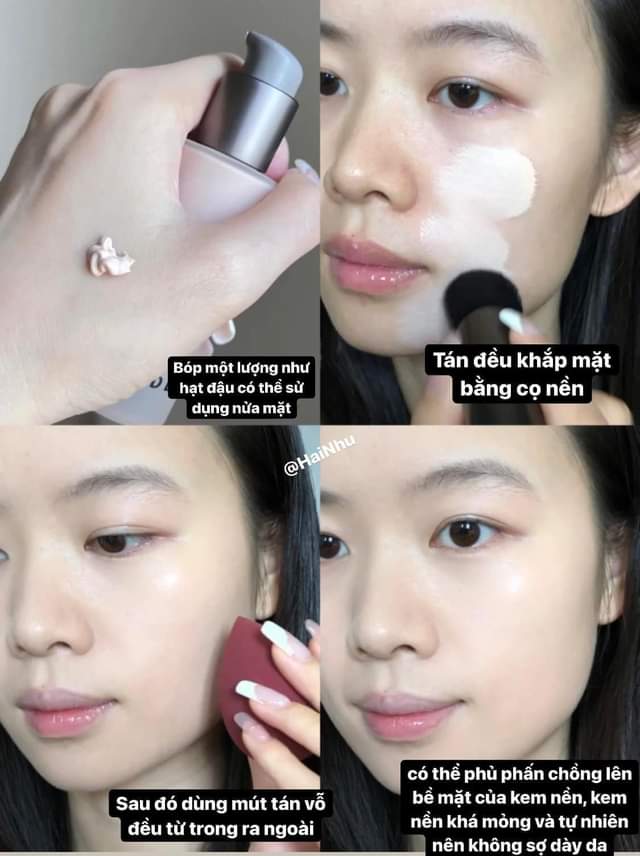 Bóp một lượng như
hạt đậu có thể sử
dụng nửa mặt
Tán đều khắp mặt
bằng cọ nền
@HaiNhu
Sau đó dùng mút tán vỗ
đều từ trong ra ngoài
có thể phủ phấn chồng lên
bề mặt của kem nền, kem
nền khá mỏng và tự nhiên
nên không sợ dày da